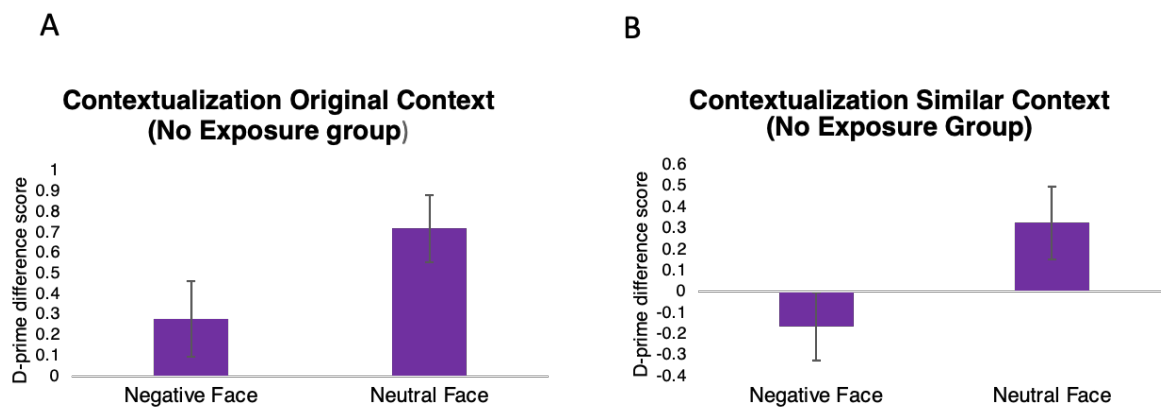 A
Contextualization Original Context
(No Exposure group)
D-prime difference score
1
0.9
0.8
0.7
0.6
0.5
0.4
0.3
0.2
0.1
0
Negative Face
Neutral Face
B
Contextualization Similar Context
(No Exposure Group)
D-prime difference score
0.6
0.5
0.4
0.3
0.2
0.1
0
-0.1
-0.2
-0.3
-0.4
Negative Face
Neutral Face